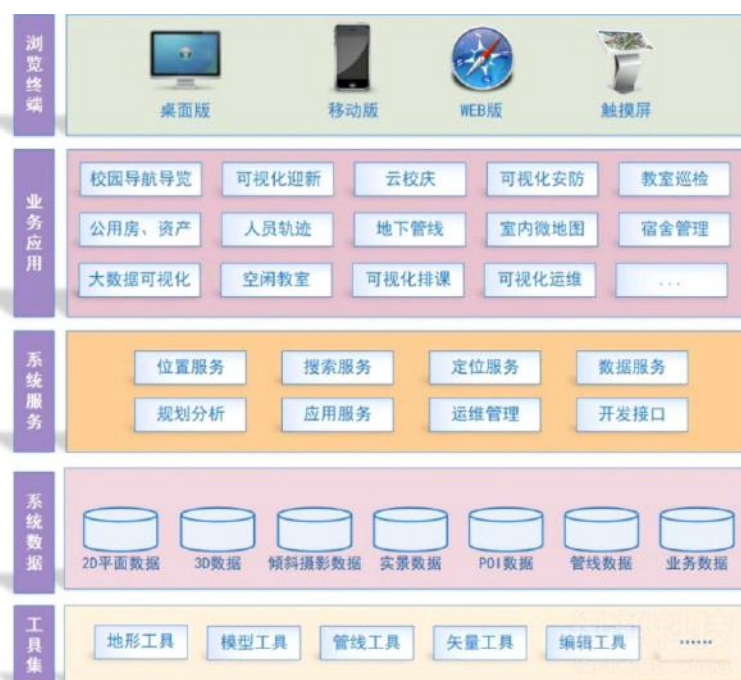 浏览终端
桌面版 移动版 WEB版 触摸屏
业务应用
校园导航导览 可视化迎新 云校庆 可视化安防 教室巡检
公用房、资产 人员轨迹 地下管线 室内微地图 宿舍管理
大数据可视化 空闲教室 可视化排课 可视化运维 ...
系统服务
位置服务 搜索服务 定位服务 数据服务
规划分析 应用服务 运维管理 开发接口
系统数据
2D平面数据 3D数据 倾斜摄影数据 实景数据 POI数据 管线数据 业务数据
工具集
地形工具 模型工具 管线工具 矢量工具 编辑工具 ......